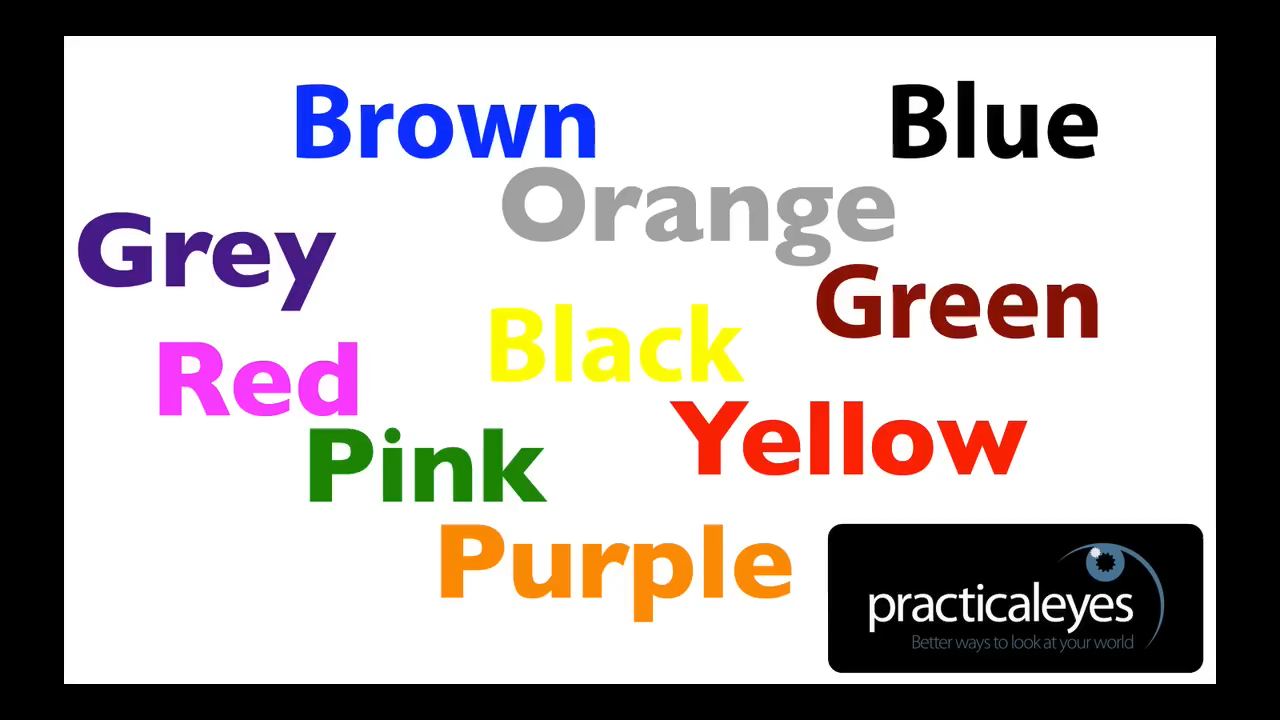 Brown
Blue
Orange
Grey
Green
Black
Red
Yellow
Pink
Purple
practicaleyes
Better ways to look at your world